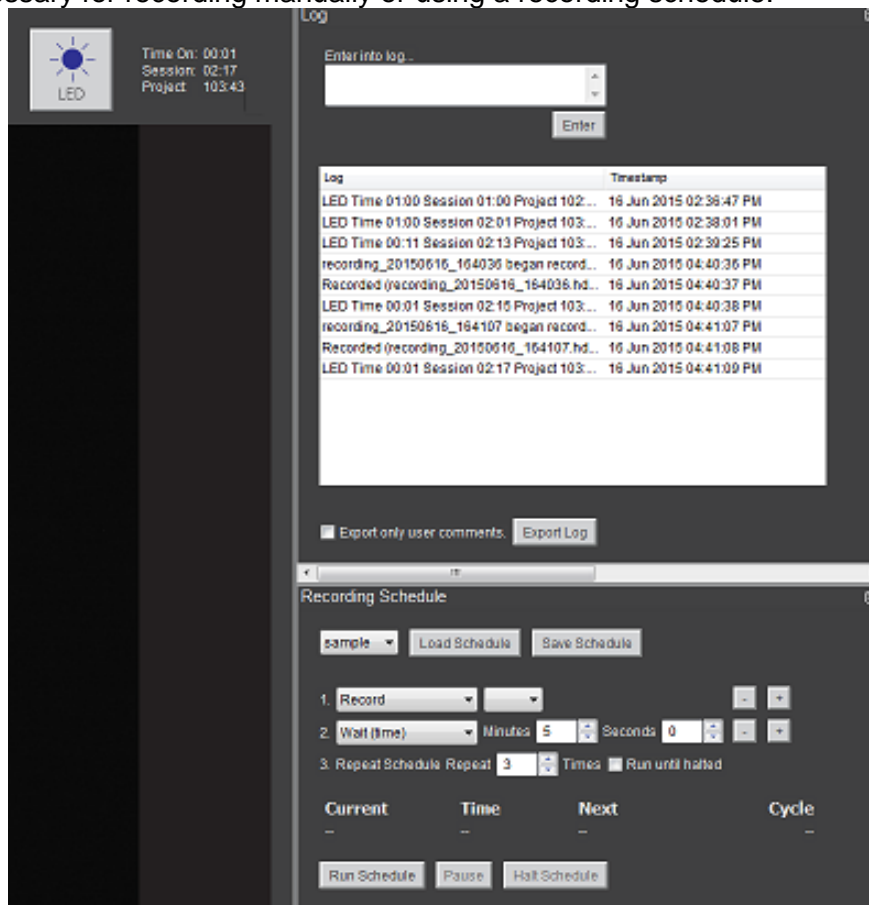 ssary for recording manually or using a recording schedule.
Log
LED
Time On: 00:01
Session: 02:17
Project 103:43
Enter into log...
Enter
Log Timestamp
LED Time 01:00 Session 01:00 Project 102:... 16 Jun 2015 02:36:47 PM
LED Time 01:00 Session 02:01 Project 103:... 16 Jun 2015 02:38:01 PM
LED Time 00:11 Session 02:13 Project 103:... 16 Jun 2015 02:39:25 PM
recording_20150616_164036 began record... 16 Jun 2015 04:40:36 PM
Recorded (recording_20150616_164036.hd... 16 Jun 2015 04:40:37 PM
LED Time 00:01 Session 02:15 Project 103:... 16 Jun 2015 04:40:38 PM
recording_20150616_164107 began record... 16 Jun 2015 04:41:07 PM
Recorded (recording_20150616_164107.hd... 16 Jun 2015 04:41:08 PM
LED Time 00:01 Session 02:17 Project 103:... 16 Jun 2015 04:41:09 PM
Export only user comments. Export Log
Recording Schedule
sample Load Schedule Save Schedule
1. Record - +
2. Wait (time) Minutes 5 Seconds 0 - +
3. Repeat Schedule Repeat 3 Times Run until halted
Current Time Next Cycle
-- -- -- --
Run Schedule Pause Halt Schedule